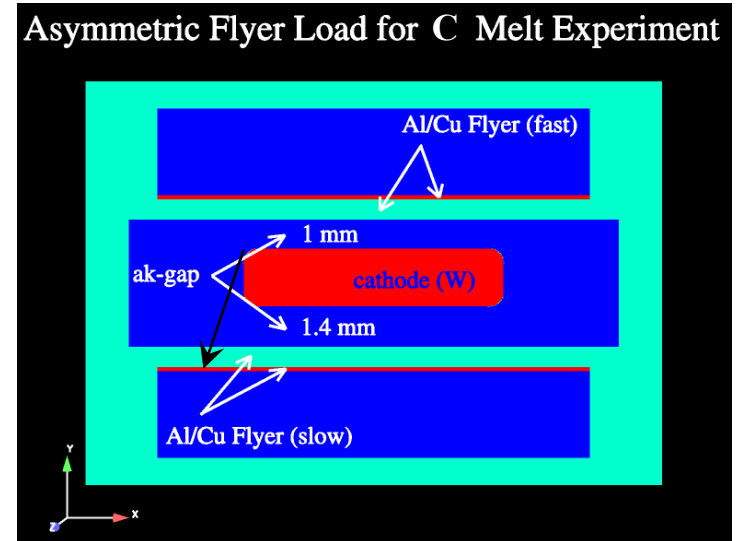 Asymmetric Flyer Load for C Melt Experiment
Al/Cu Flyer (fast)
1 mm
ak-gap
cathode (W)
1.4 mm
Al/Cu Flyer (slow)
Y
X
Z